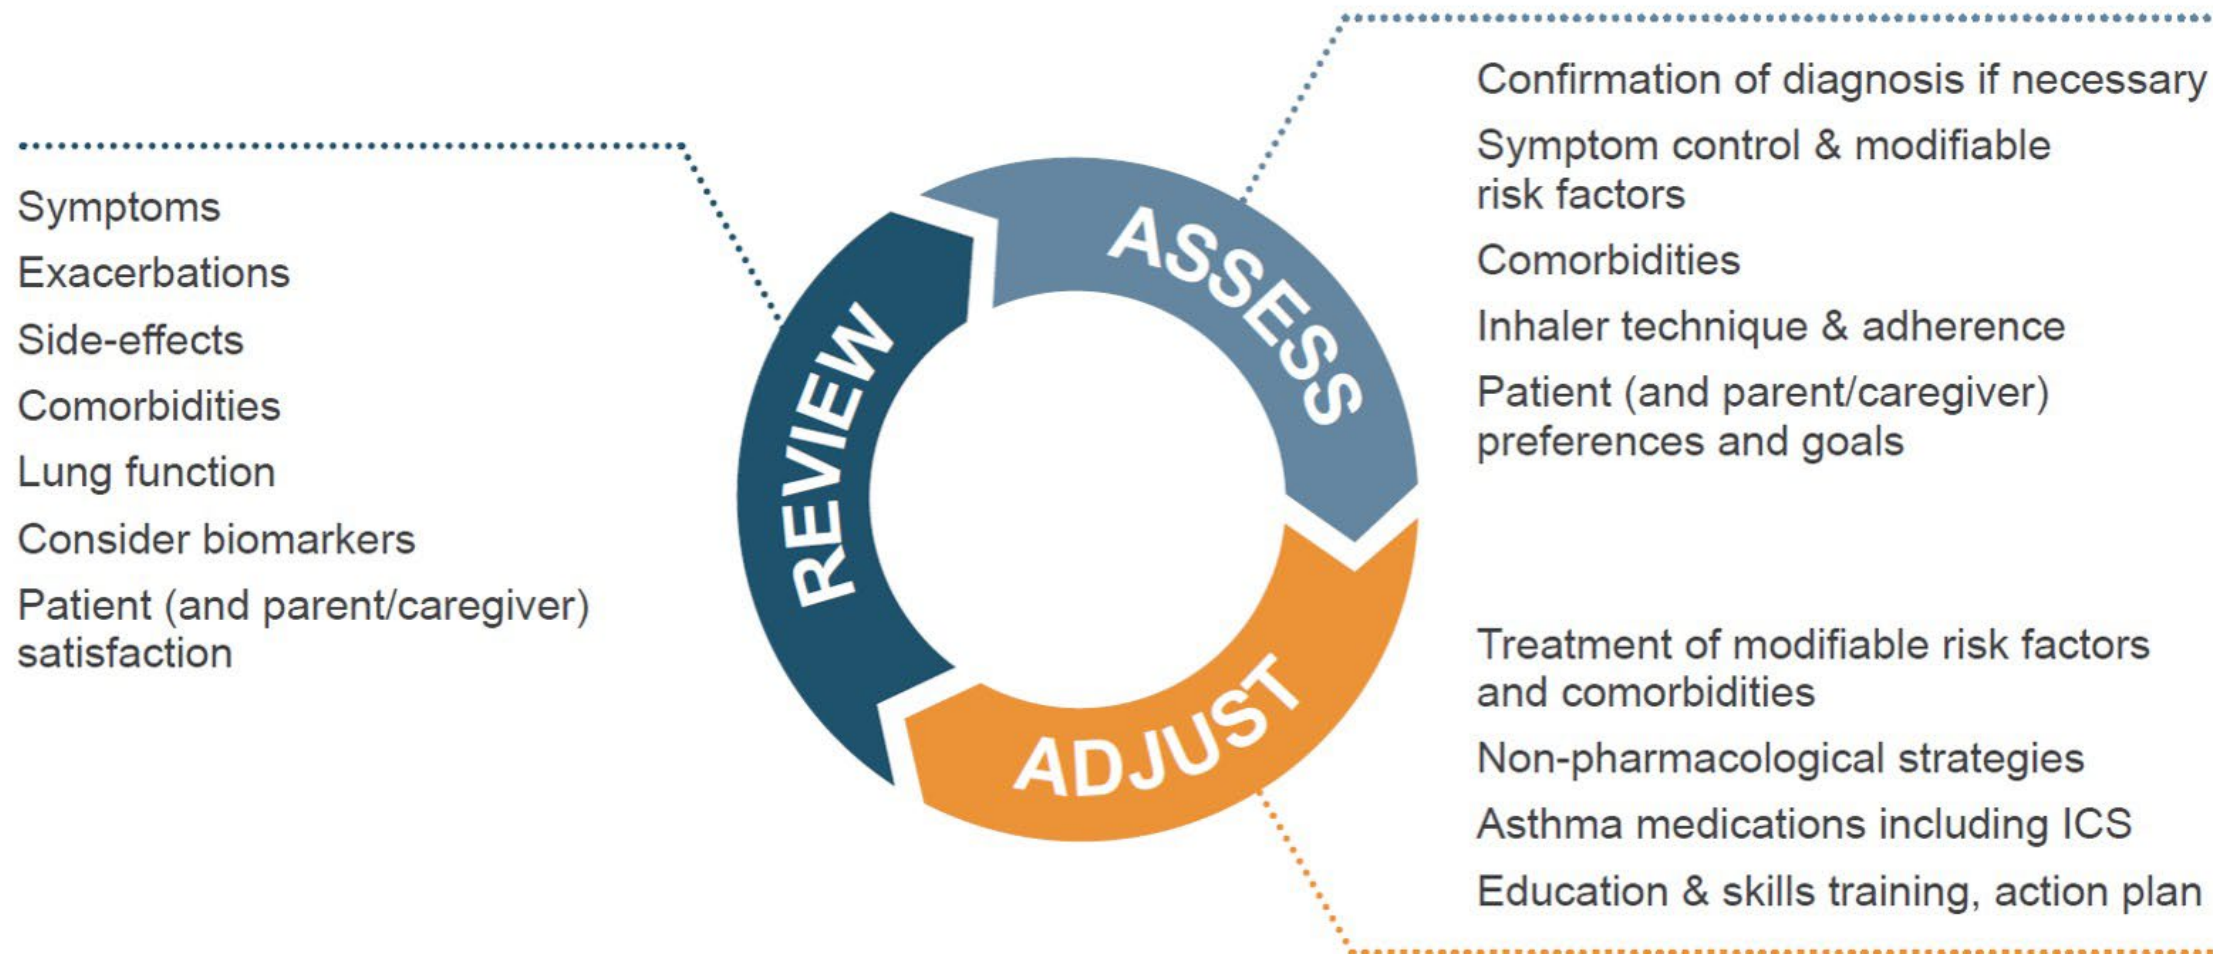 Symptoms
Exacerbations
Side-effects
Comorbidities
Lung function
Consider biomarkers
Patient (and parent/caregiver)
satisfaction
REVIEW
ASSESS
ADJUST
Confirmation of diagnosis if necessary
Symptom control & modifiable
risk factors
Comorbidities
Inhaler technique & adherence
Patient (and parent/caregiver)
preferences and goals
Treatment of modifiable risk factors
and comorbidities
Non-pharmacological strategies
Asthma medications including ICS
Education & skills training, action plan